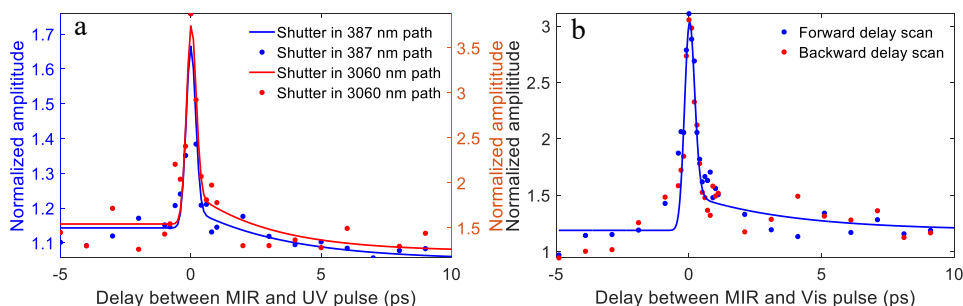 a
Shutter in 387 nm path
Shutter in 387 nm path
Shutter in 3060 nm path
Shutter in 3060 nm path
Normalized amplitude
1.7
1.6
1.5
1.4
1.3
1.2
1.1
3.5
3
2.5
2
1.5
Normalized amplitude
-5
0
5
10
Delay between MIR and UV pulse (ps)
b
Forward delay scan
Backward delay scan
Normalized amplitude
3
2.5
2
1.5
1
-5
0
5
10
Delay between MIR and Vis pulse (ps)